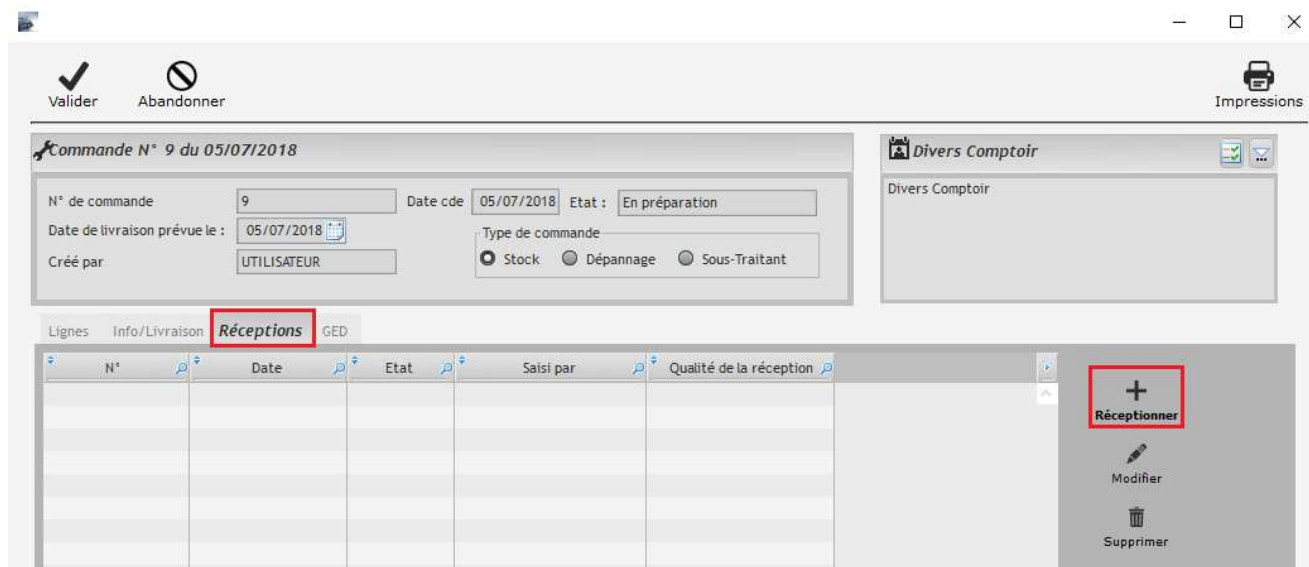 Valider Abandonner Impressions
Commande N° 9 du 05/07/2018
Divers Comptoir
N° de commande 9 Date cde 05/07/2018 Etat : En préparation
Divers Comptoir
Date de livraison prévue le : 05/07/2018
Type de commande
Créé par UTILISATEUR
Stock Dépannage Sous-Traitant
Lignes Info/Livraison Réceptions GED
N° Date Etat Saisi par Qualité de la réception
Réceptionner
Modifier
Supprimer